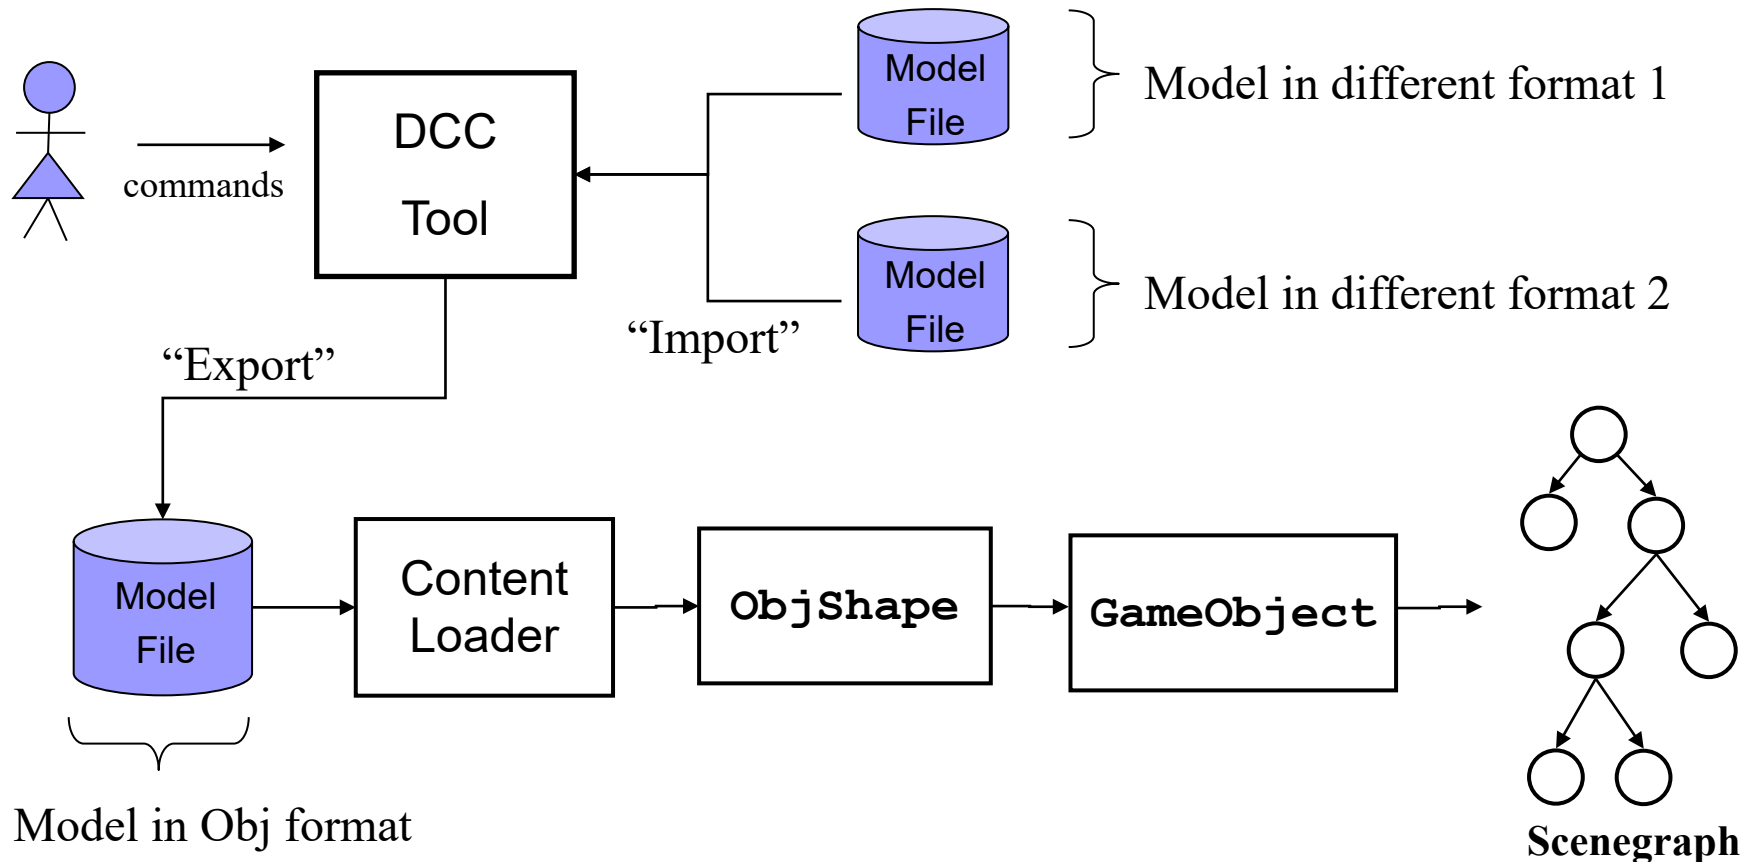 Model
File
Model in different format 1
DCC
Tool
commands
Model
File
Model in different format 2
“Import”
“Export”
Model
File
Content
Loader
ObjShape
GameObject
Model in Obj format
Scenegraph